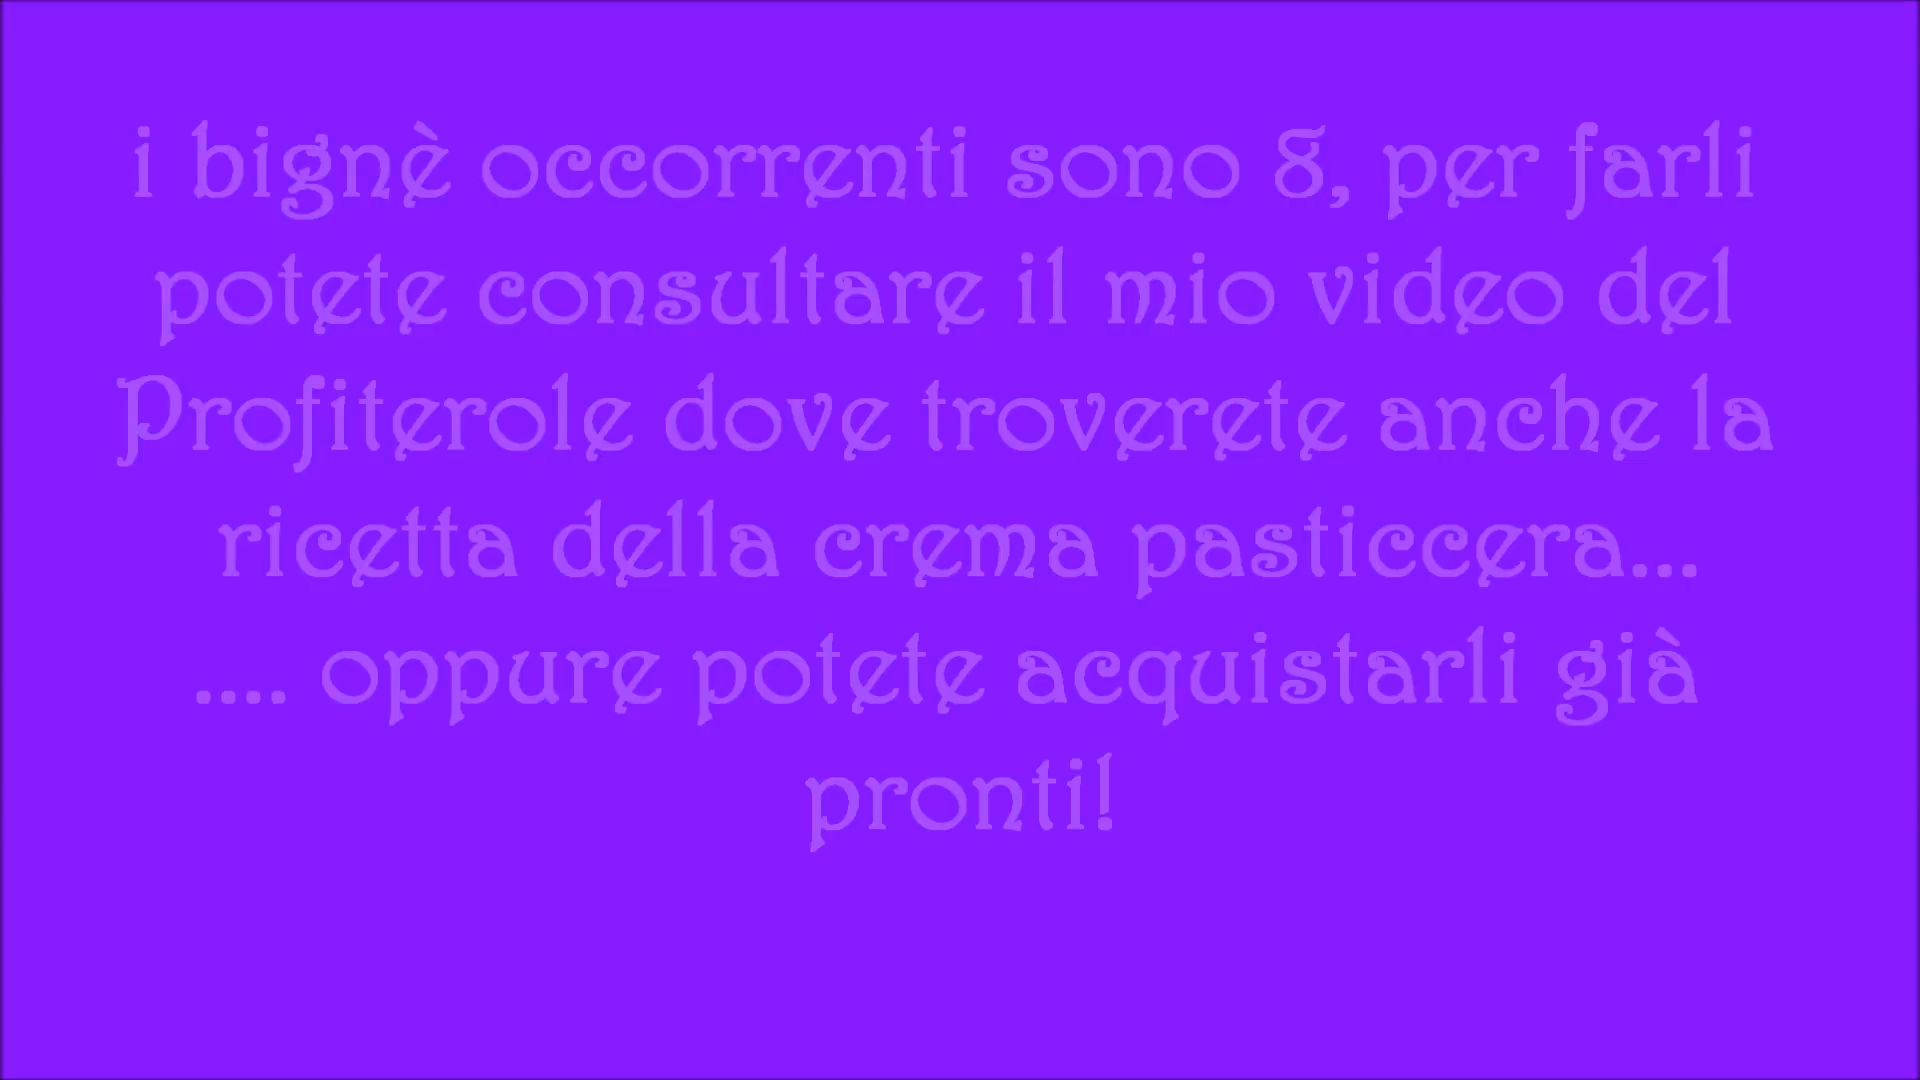 i bignè occorrenti sono 8, per farli
potete consultare il mio video del
Profiterole dove troverete anche la
ricetta della crema pasticcera...
.... oppure potete acquistarli già
pronti!